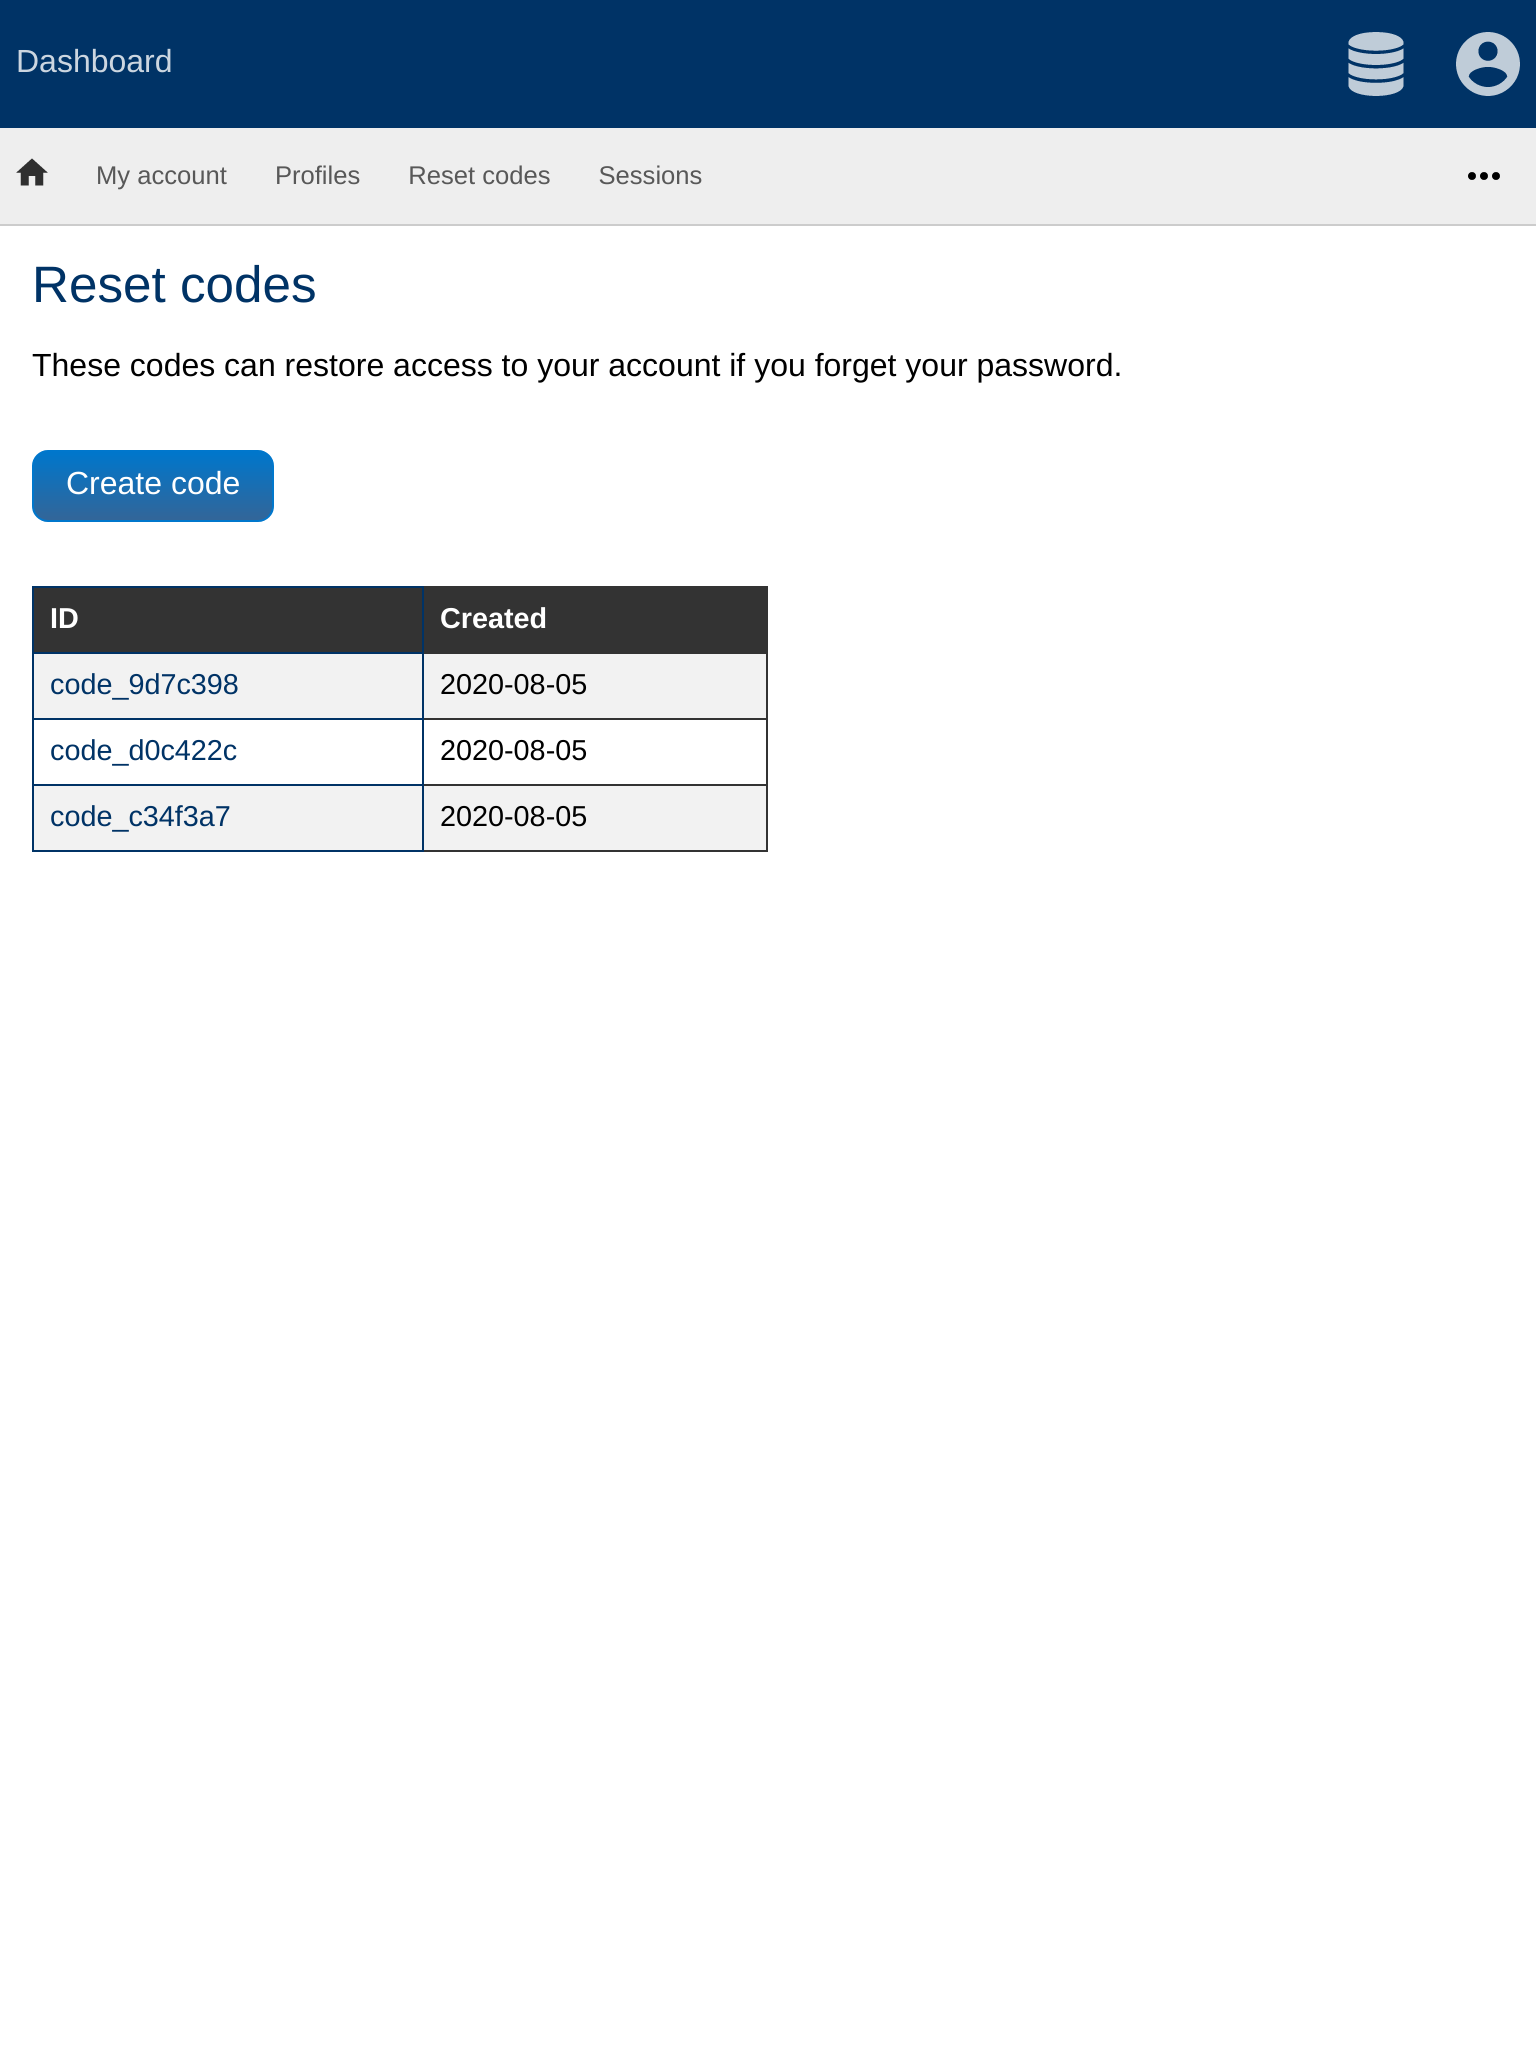 Dashboard
My account Profiles Reset codes Sessions
Reset codes
These codes can restore access to your account if you forget your password.
Create code
ID Created
code_9d7c398 2020-08-05
code_d0c422c 2020-08-05
code_c34f3a7 2020-08-05